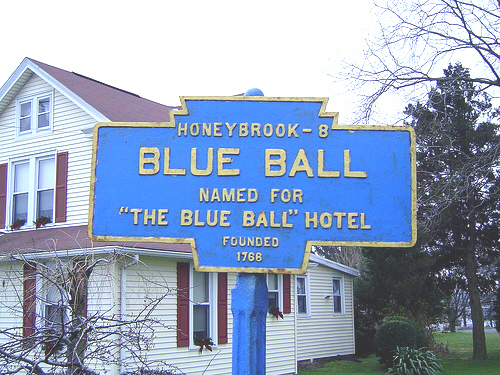 HONEYBROOK-8
BLUE BALL
NAMED FOR
"THE BLUE BALL" HOTEL
FOUNDED
1766